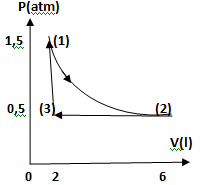 P(atm)
1,5 (1)
0,5 (3) (2)
V(l)
0 2 6